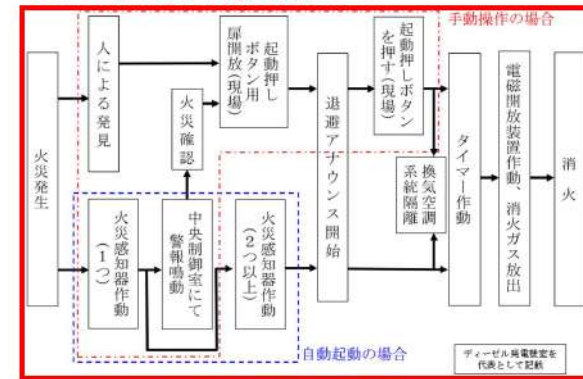 手動操作の場合
火災発生
人による発見
起動押し
ボタン用
扉開放(現場)
火災確認
退避アナウンス開始
起動押しボタン
を押す(現場)
換気空調
系統隔離
タイマー作動
電磁開放装置作動、消火ガス放出
消火
火災感知器作動
(1つ)
中央制御室にて
警報鳴動
火災感知器作動
(2つ以上)
自動起動の場合
ディーゼル発電機室を
代表として記載